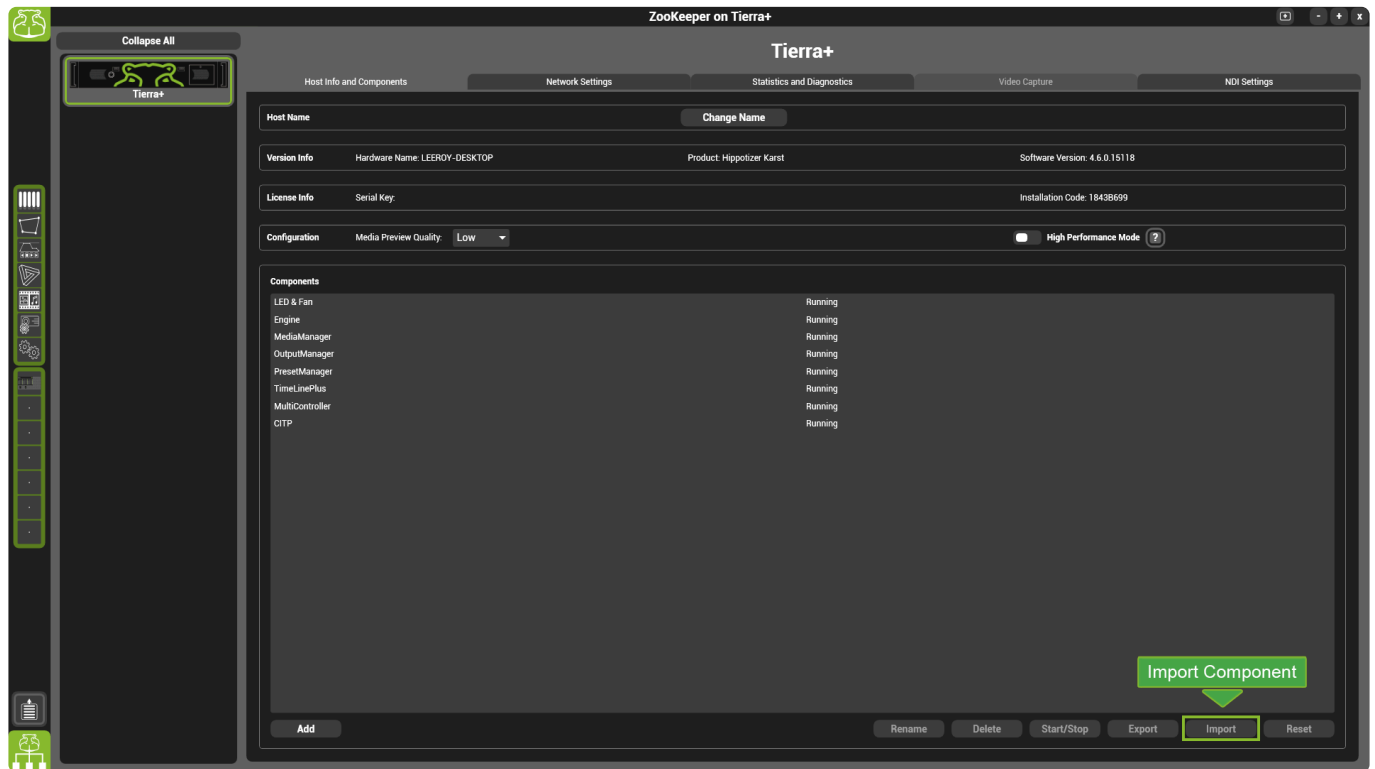 ZooKeeper on Tierra+
- + x
Collapse All
Tierra+
Tierra+
Host Info and Components Network Settings Statistics and Diagnostics Video Capture NDI Settings
Host Name Change Name
Version Info Hardware Name: LEEROY-DESKTOP Product: Hippotizer Karst Software Version: 4.6.0.15118
License Info Serial Key: Installation Code: 1843B699
Configuration Media Preview Quality: Low High Performance Mode ?
Components
LED & Fan Running
Engine Running
MediaManager Running
OutputManager Running
PresetManager Running
TimeLinePlus Running
MultiController Running
CITP Running
Import Component
Add Rename Delete Start/Stop Export Import Reset